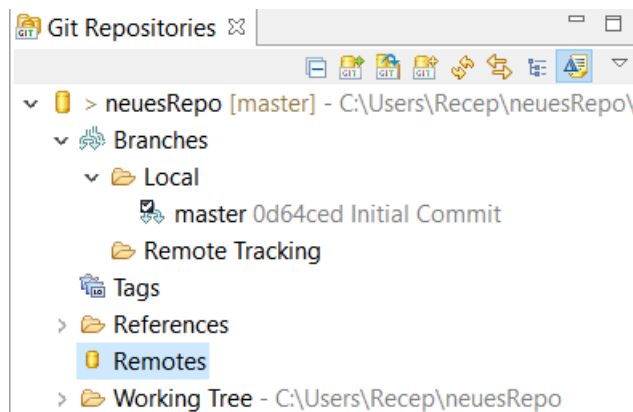 Git Repositories
> neuesRepo [master] - C:\Users\Recep\neuesRepo\
Branches
Local
master 0d64ced Initial Commit
Remote Tracking
Tags
References
Remotes
Working Tree - C:\Users\Recep\neuesRepo